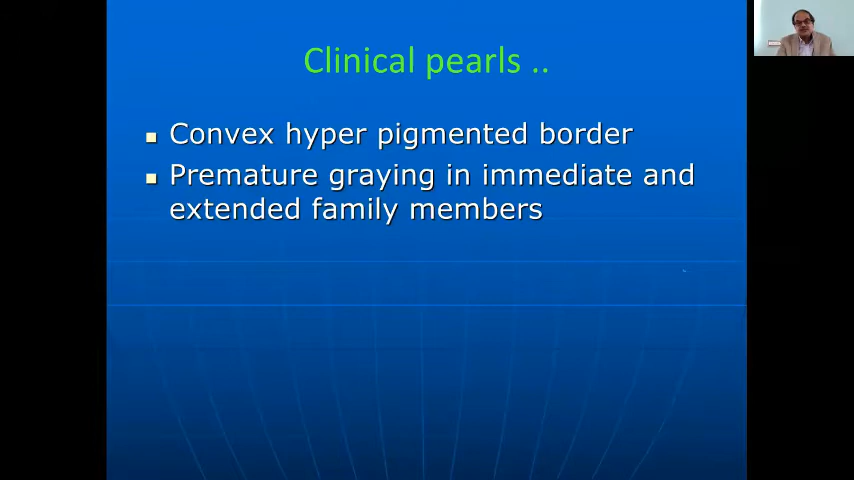 Clinical pearls ..
Convex hyper pigmented border
Premature graying in immediate and
extended family members